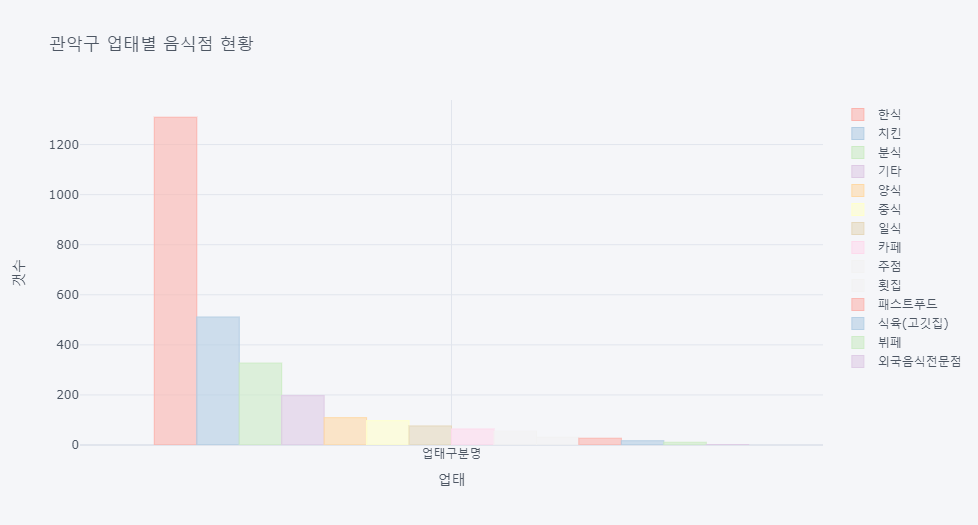 관악구 업태별 음식점 현황
갯수
1200
1000
800
600
400
200
0
업태구분명
업태
한식
치킨
분식
기타
양식
중식
일식
카페
주점
횟집
패스트푸드
식육(고깃집)
뷔페
외국음식전문점